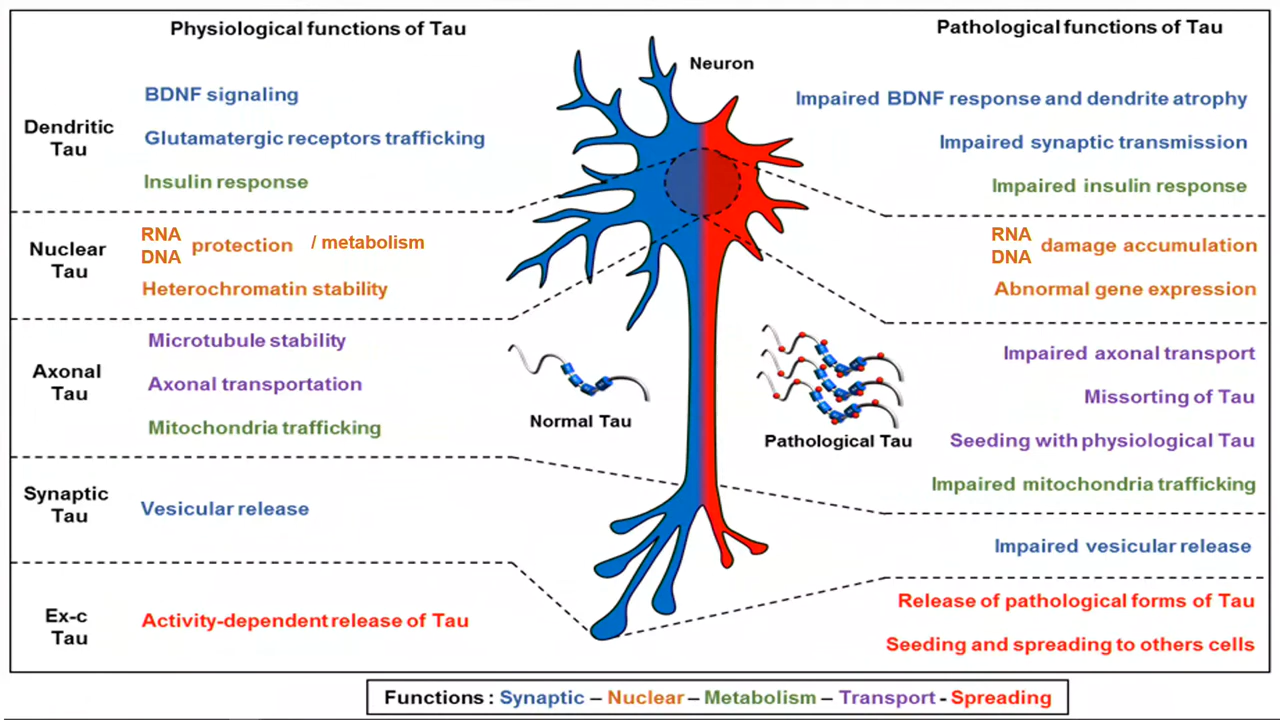 Physiological functions of Tau
Pathological functions of Tau
Neuron
Dendritic
Tau
BDNF signaling
Glutamatergic receptors trafficking
Insulin response
Impaired BDNF response and dendrite atrophy
Impaired synaptic transmission
Impaired insulin response
Nuclear
Tau
RNA
DNA
protection / metabolism
Heterochromatin stability
RNA
DNA
damage accumulation
Abnormal gene expression
Axonal
Tau
Microtubule stability
Axonal transportation
Mitochondria trafficking
Normal Tau
Pathological Tau
Impaired axonal transport
Missorting of Tau
Seeding with physiological Tau
Impaired mitochondria trafficking
Synaptic
Tau
Vesicular release
Impaired vesicular release
Ex-c
Tau
Activity-dependent release of Tau
Release of pathological forms of Tau
Seeding and spreading to others cells
Functions : Synaptic – Nuclear – Metabolism – Transport - Spreading